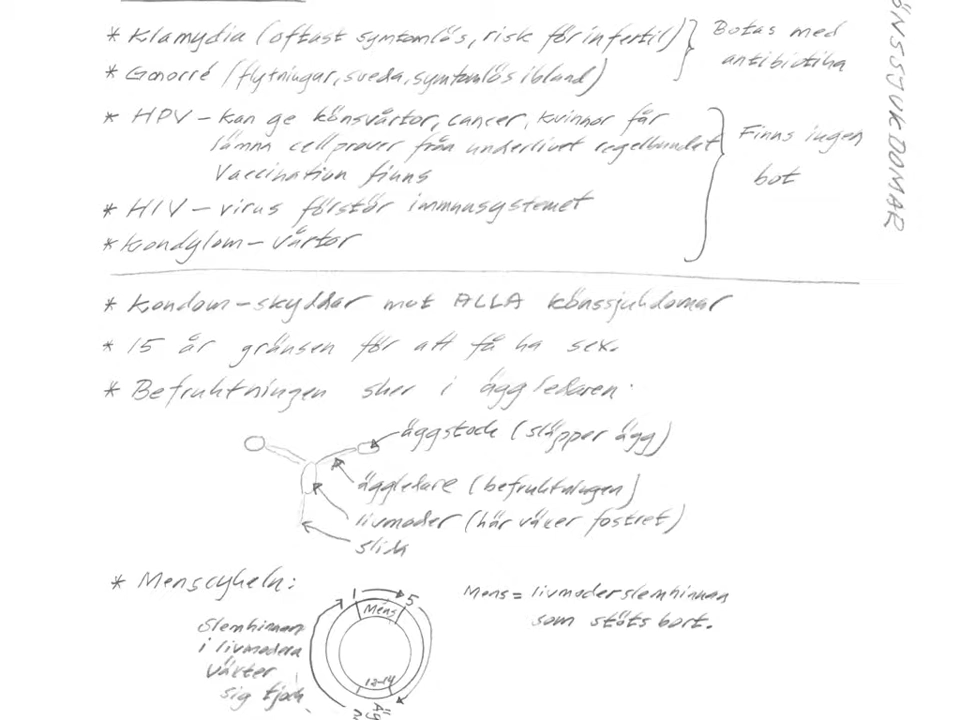 * Klamydia (oftast symtomlös, risk för infertil)
* Gonorré (flytningar, sveda, symtomlös ibland)
Botas med
antibiotika
* HPV – kan ge könsvårtor, cancer, kvinnor får
lämna cellprover från underlivet regelbundet
Vaccination finns
* HIV – virus förstör immunsystemet
* Kondylom – vårtor
Finns ingen
bot
ÖNSSJUKDOMAR
* Kondom – skyddar mot ALLA könssjukdomar
* 15 år gränsen för att få ha sex.
* Befruktningen sker i äggledaren.
äggstock (släpper ägg)
äggledare (befruktningen)
livmoder (här växer fostret)
slida
* Menscykeln:
1 5
Mens
Slemhinnan
i livmodern
växter
sig tjock
12-14
Äg
Mens = livmoderslemhinnan
som stöts bort.